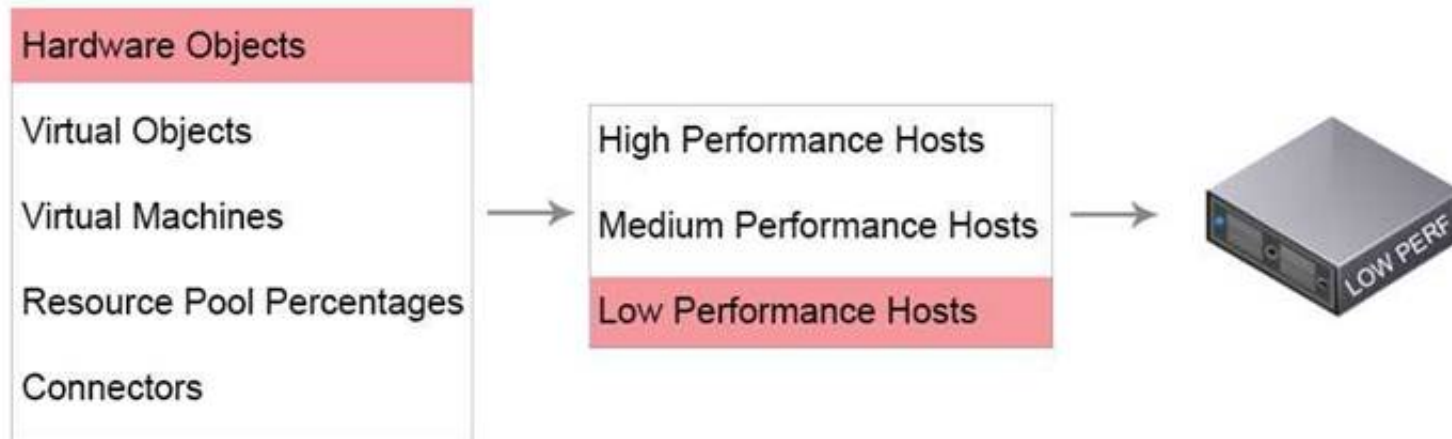 Hardware Objects
Virtual Objects
Virtual Machines
Resource Pool Percentages
Connectors
High Performance Hosts
Medium Performance Hosts
Low Performance Hosts
LOW PERF